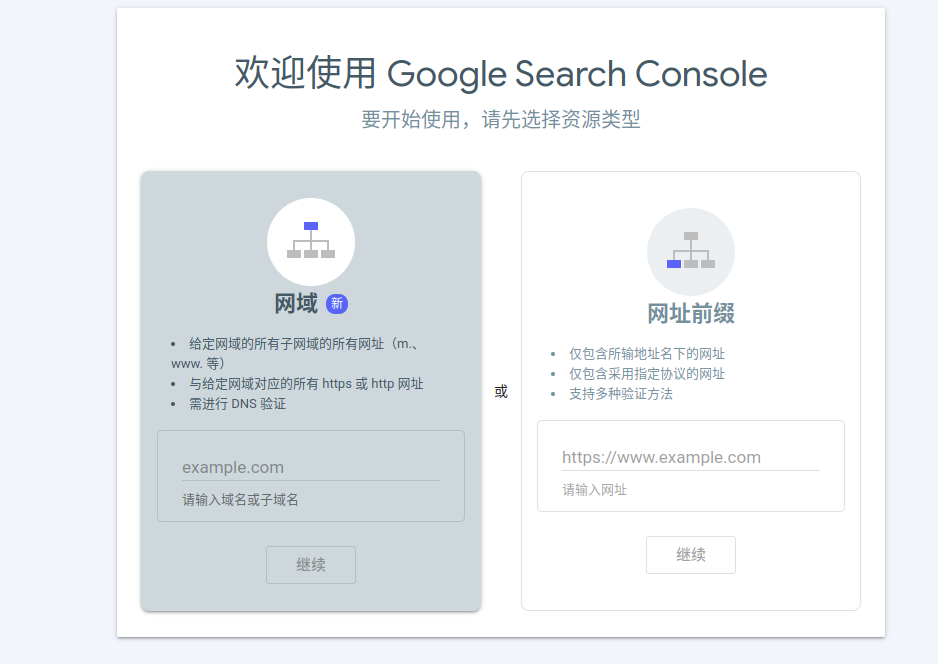 欢迎使用 Google Search Console
要开始使用，请先选择资源类型
网域 新
• 给定网域的所有子网域的所有网址（m.、
www. 等）
• 与给定网域对应的所有 https 或 http 网址
• 需进行 DNS 验证
example.com
请输入域名或子域名
继续
或
网址前缀
• 仅包含所输地址名下的网址
• 仅包含采用指定协议的网址
• 支持多种验证方法
https://www.example.com
请输入网址
继续